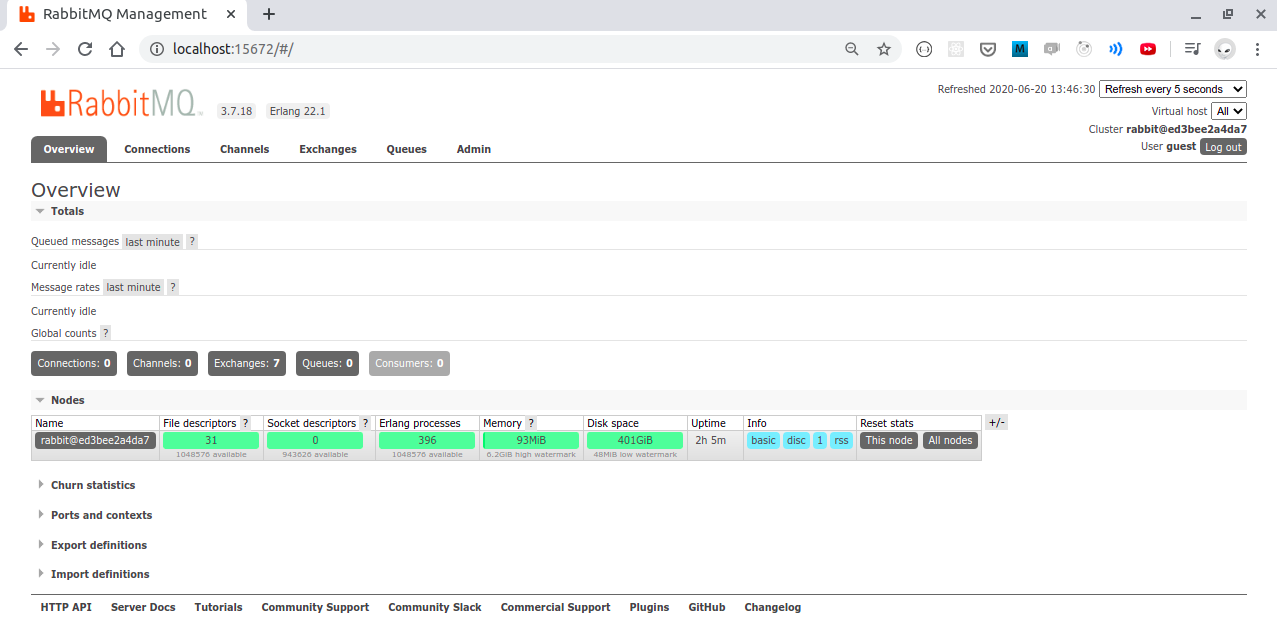 RabbitMQ Management
localhost:15672/#/
RabbitMQ TM 3.7.18 Erlang 22.1
Refreshed 2020-06-20 13:46:30 Refresh every 5 seconds
Virtual host All
Cluster rabbit@ed3bee2a4da7
User guest Log out
Overview Connections Channels Exchanges Queues Admin
Overview
Totals
Queued messages last minute ?
Currently idle
Message rates last minute ?
Currently idle
Global counts ?
Connections: 0 Channels: 0 Exchanges: 7 Queues: 0 Consumers: 0
Nodes
Name File descriptors ? Socket descriptors ? Erlang processes Memory ? Disk space Uptime Info Reset stats +/-
rabbit@ed3bee2a4da7 31 0 396 93MiB 401GiB 2h 5m basic disc 1 rss This node All nodes
1048576 available 943626 available 1048576 available 6.2GiB high watermark 48MiB low watermark
Churn statistics
Ports and contexts
Export definitions
Import definitions
HTTP API Server Docs Tutorials Community Support Community Slack Commercial Support Plugins GitHub Changelog